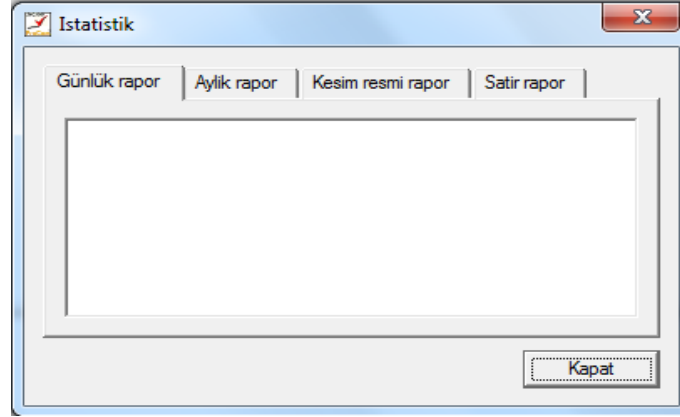 Istatistik
Günlük rapor Aylik rapor Kesim resmi rapor Satir rapor
Kapat